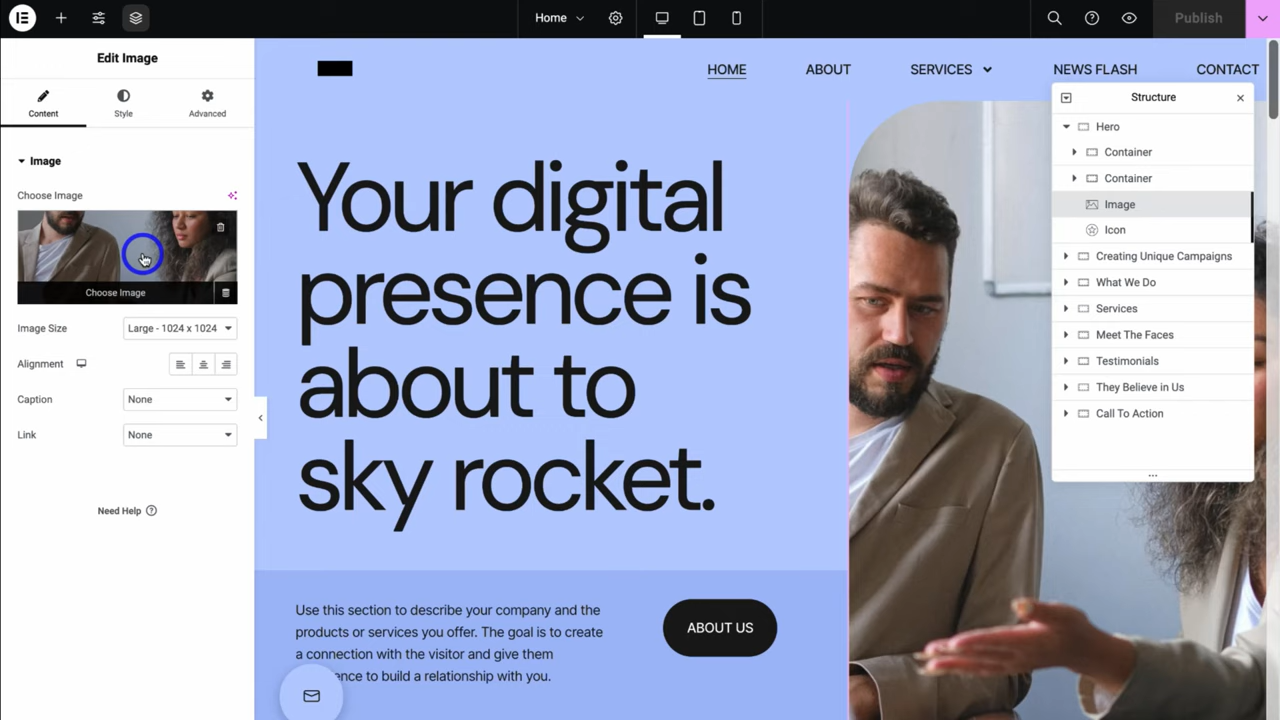 Home
Publish
Edit Image
Content
Style
Advanced
Image
Choose Image
Choose Image
Image Size
Large - 1024 x 1024
Alignment
Caption
None
Link
None
Need Help
HOME
ABOUT
SERVICES
NEWS FLASH
CONTACT
Your digital
presence is
about to
sky rocket.
Use this section to describe your company and the
products or services you offer. The goal is to create
a connection with the visitor and give them
ence to build a relationship with you.
ABOUT US
Structure
Hero
Container
Container
Image
Icon
Creating Unique Campaigns
What We Do
Services
Meet The Faces
Testimonials
They Believe in Us
Call To Action